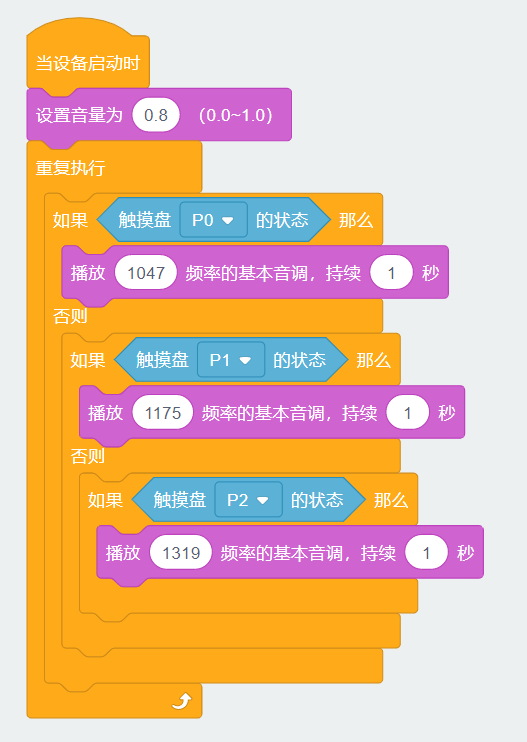 当设备启动时
设置音量为 0.8 （0.0~1.0）
重复执行
如果 触摸盘 P0 的状态 那么
播放 1047 频率的基本音调，持续 1 秒
否则
如果 触摸盘 P1 的状态 那么
播放 1175 频率的基本音调，持续 1 秒
否则
如果 触摸盘 P2 的状态 那么
播放 1319 频率的基本音调，持续 1 秒